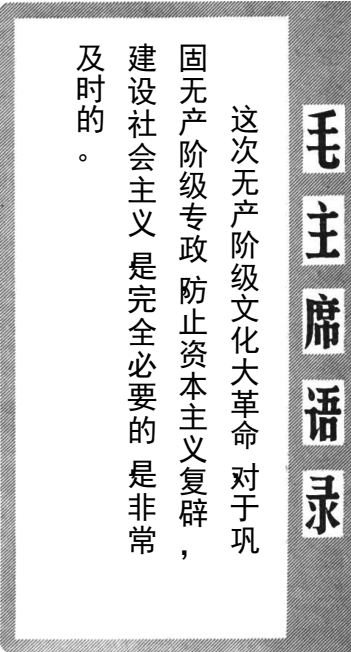 毛主席语录
这次无产阶级文化大革命，对于巩
固无产阶级专政，防止资本主义复辟，
建设社会主义，是完全必要的，是非常
及时的。